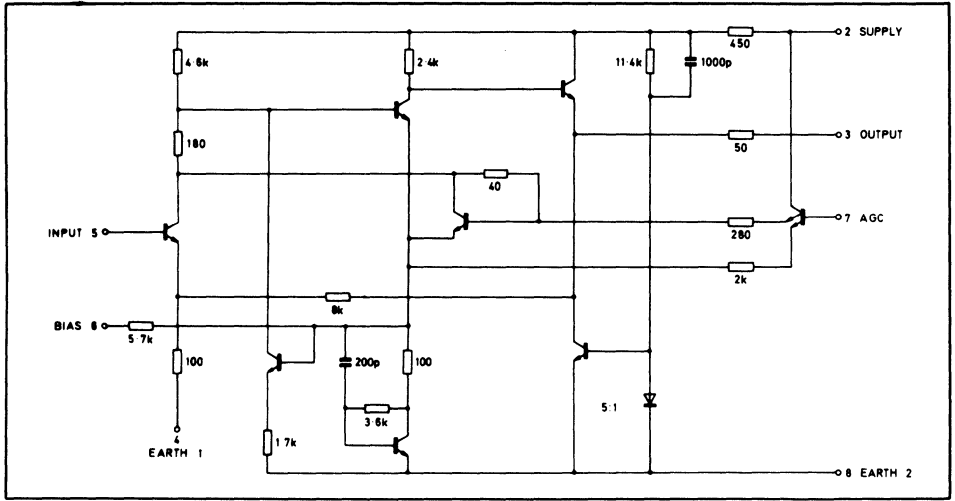 2 SUPPLY
450
4·6k
2·4k
11·4k
1000p
180
3 OUTPUT
50
40
7 AGC
INPUT 5
280
2k
8k
BIAS 6
5·7k
100
200p
100
5:1
3·6k
4
EARTH 1
1·7k
8 EARTH 2